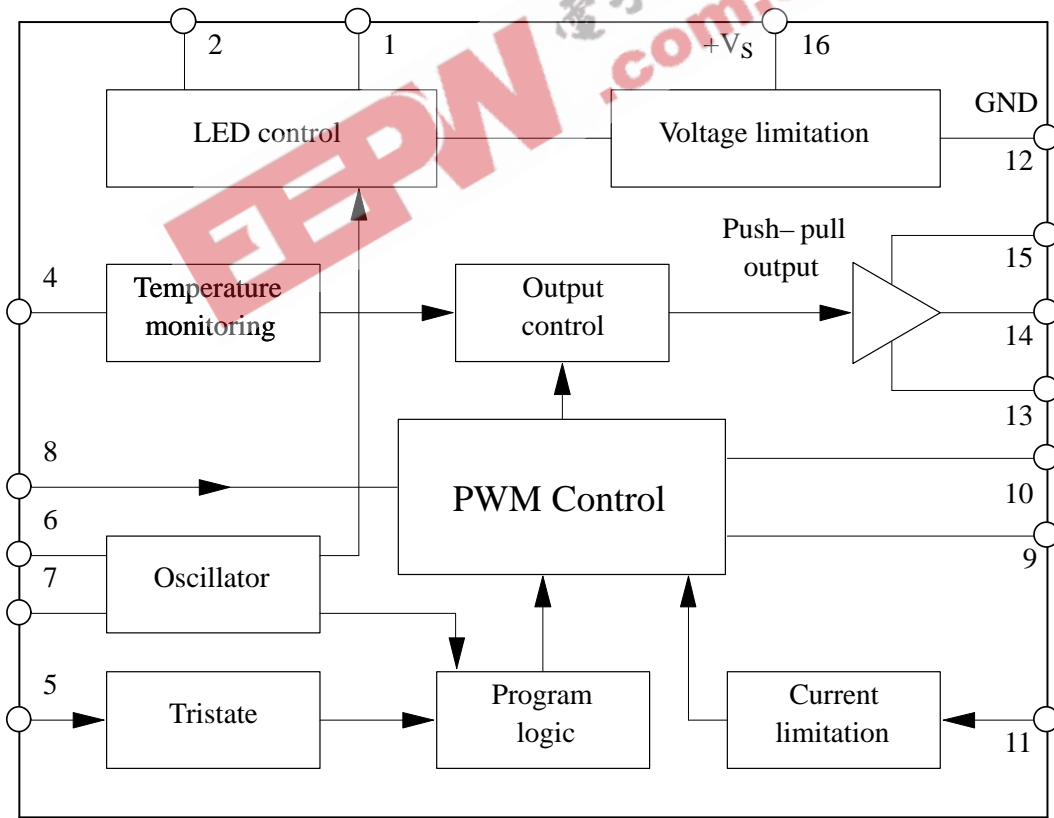 2
1
+VS
16
LED control
Voltage limitation
GND
12
Push– pull
output
15
4
Temperature
monitoring
Output
control
14
13
8
PWM Control
10
6
9
7
Oscillator
5
Tristate
Program
logic
Current
limitation
11
EEPW
.com.